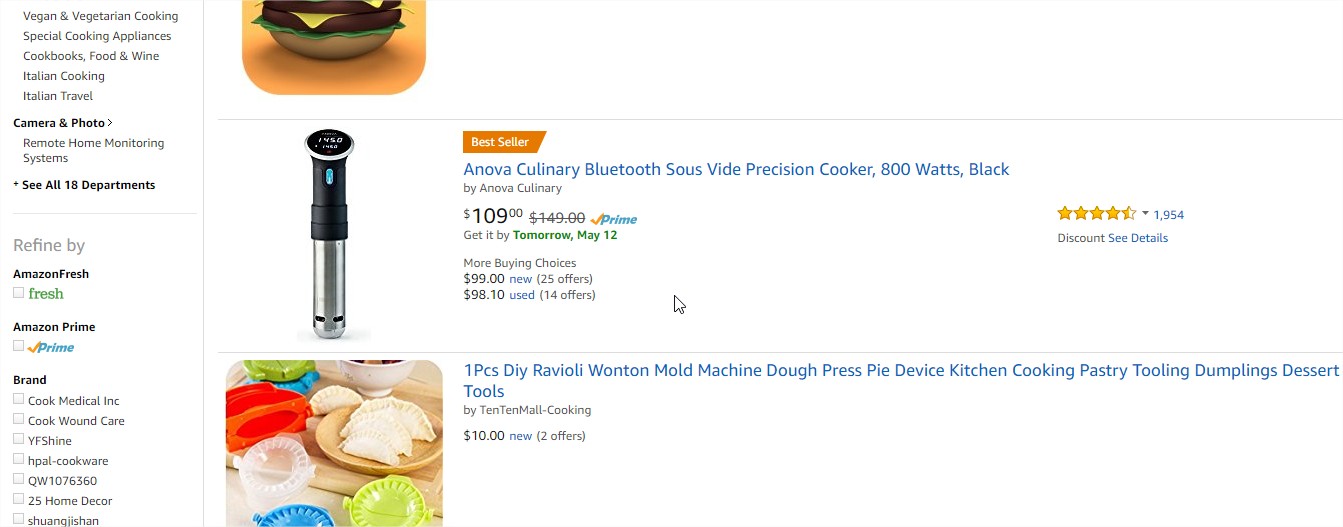 Vegan & Vegetarian Cooking
Special Cooking Appliances
Cookbooks, Food & Wine
Italian Cooking
Italian Travel
Camera & Photo
Remote Home Monitoring
Systems
+ See All 18 Departments
Refine by
AmazonFresh
fresh
Amazon Prime
Prime
Brand
Cook Medical Inc
Cook Wound Care
YFShine
hpal-cookware
QW1076360
25 Home Decor
shuangjishan
145.0
145.0
Best Seller
Anova Culinary Bluetooth Sous Vide Precision Cooker, 800 Watts, Black
by Anova Culinary
$109 00 $149.00 Prime
Get it by Tomorrow, May 12
More Buying Choices
$99.00 new (25 offers)
$98.10 used (14 offers)
1,954
Discount See Details
1Pcs Diy Ravioli Wonton Mold Machine Dough Press Pie Device Kitchen Cooking Pastry Tooling Dumplings Dessert
Tools
by TenTenMall-Cooking
$10.00 new (2 offers)